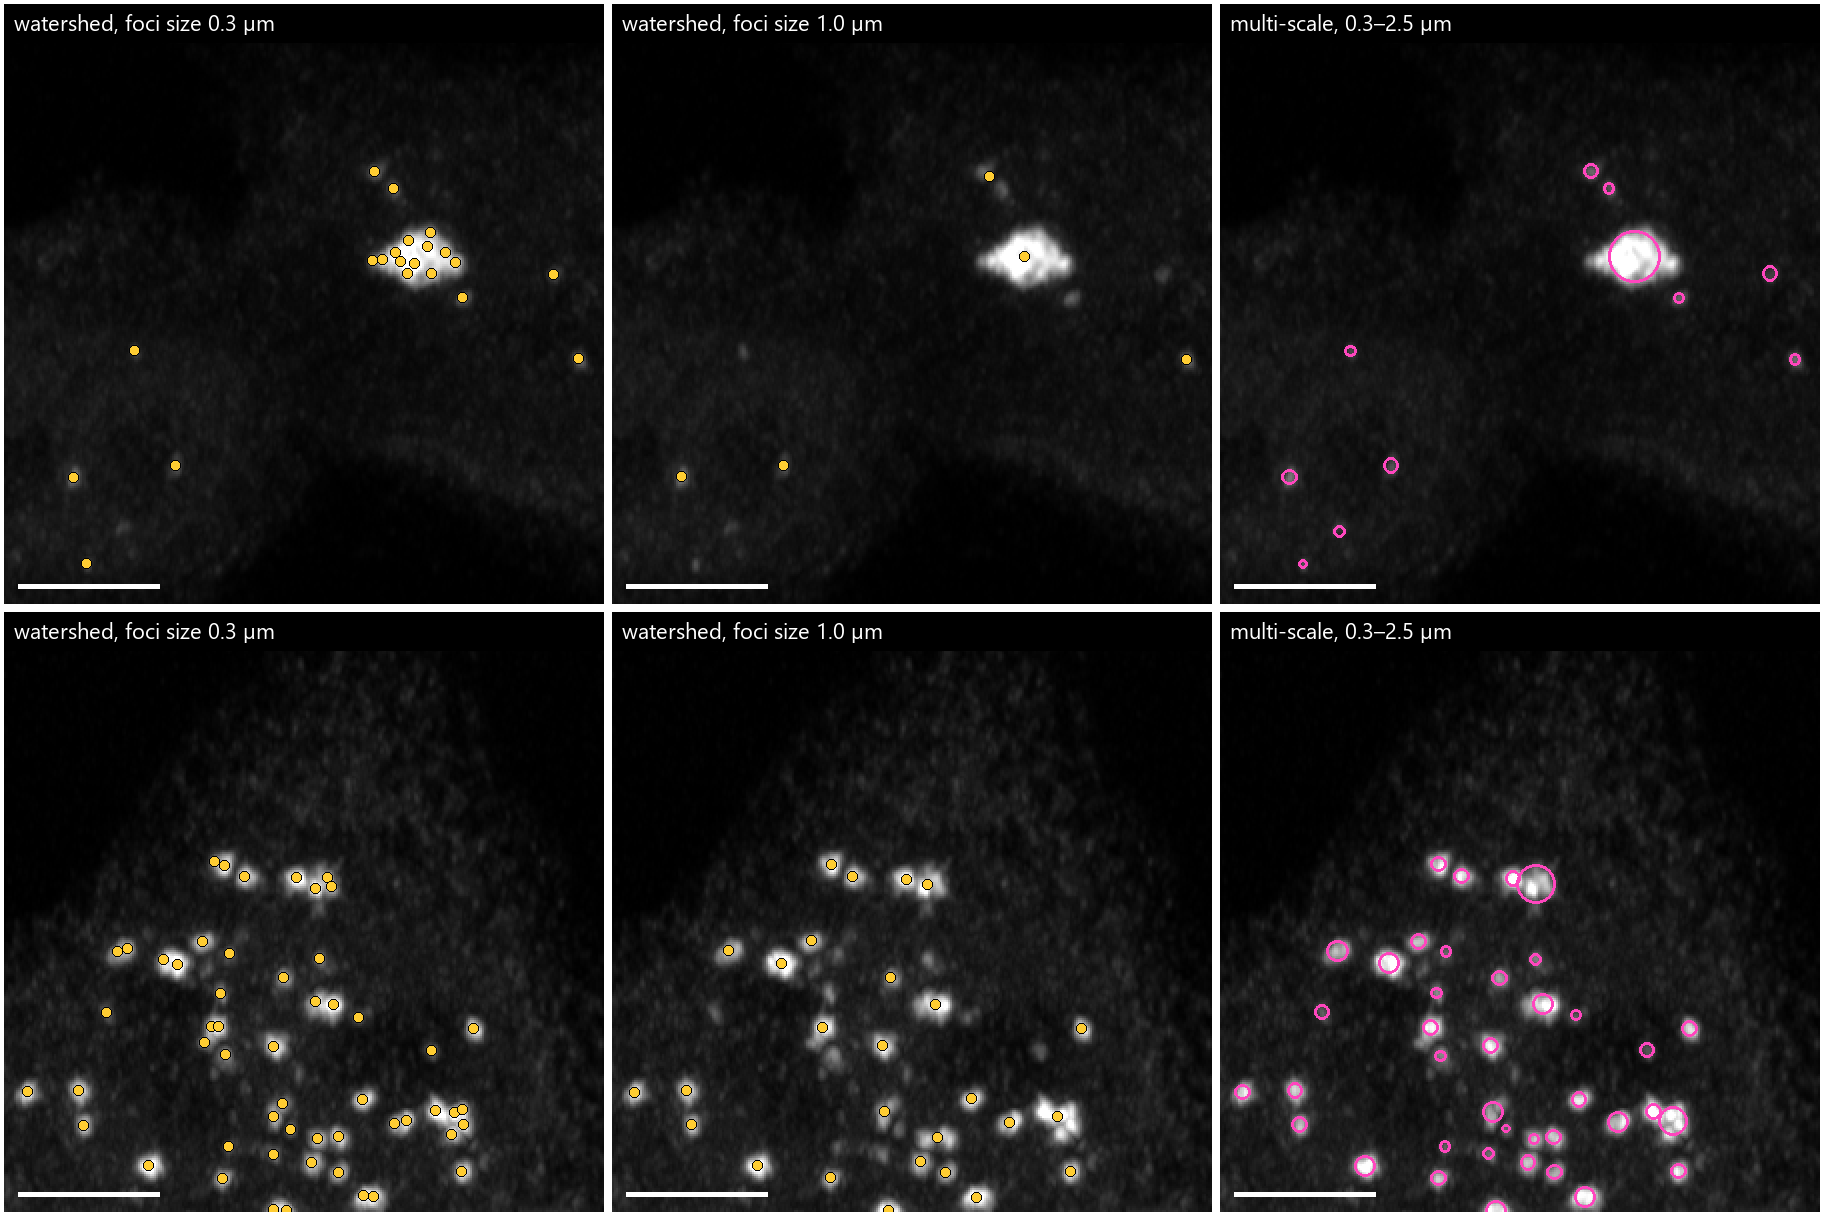 watershed, foci size 0.3 µm
watershed, foci size 1.0 µm
multi-scale, 0.3–2.5 µm
watershed, foci size 0.3 µm
watershed, foci size 1.0 µm
multi-scale, 0.3–2.5 µm